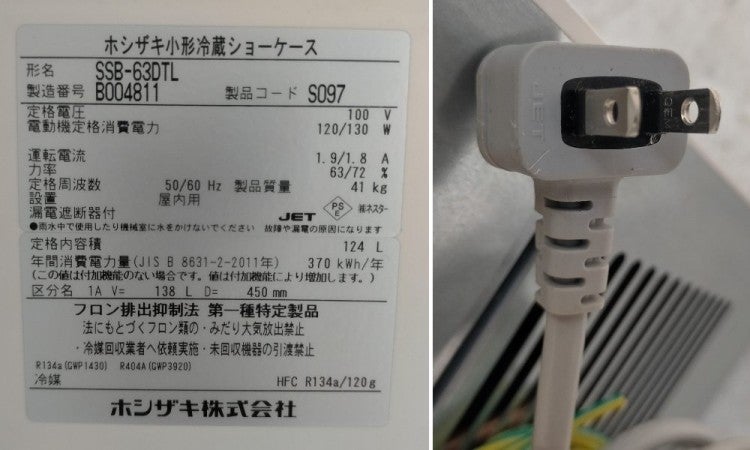 ホシザキ小形冷蔵ショーケース
形名 SSB-63DTL
製造番号 B004811 製品コード S097
定格電圧 100 V
電動機定格消費電力 120/130 W
運転電流 1.9/1.8 A
力率 63/72 %
定格周波数 50/60 Hz 製品質量 41 kg
設置 屋内用
漏電遮断器付 JET PS E ㈱ネスター
●雨水中で使用したり機械室に水をかけないでください 故障や漏電の原因になります
定格内容積 124 L
年間消費電力量(JIS B 8631-2-2011年) 370 kWh/年
(この値は付加機能のない場合です。値は付加機能により増加します。)
区分名 1A V= 138 L D= 450 mm
フロン排出抑制法 第一種特定製品
法にもとづくフロン類の・みだり大気放出禁止
・冷媒回収業者へ依頼実施・未回収機器の引渡禁止
R134a(GWP1430) R404A(GWP3920)
冷媒 HFC R134a/120g
ホシザキ株式会社
JET